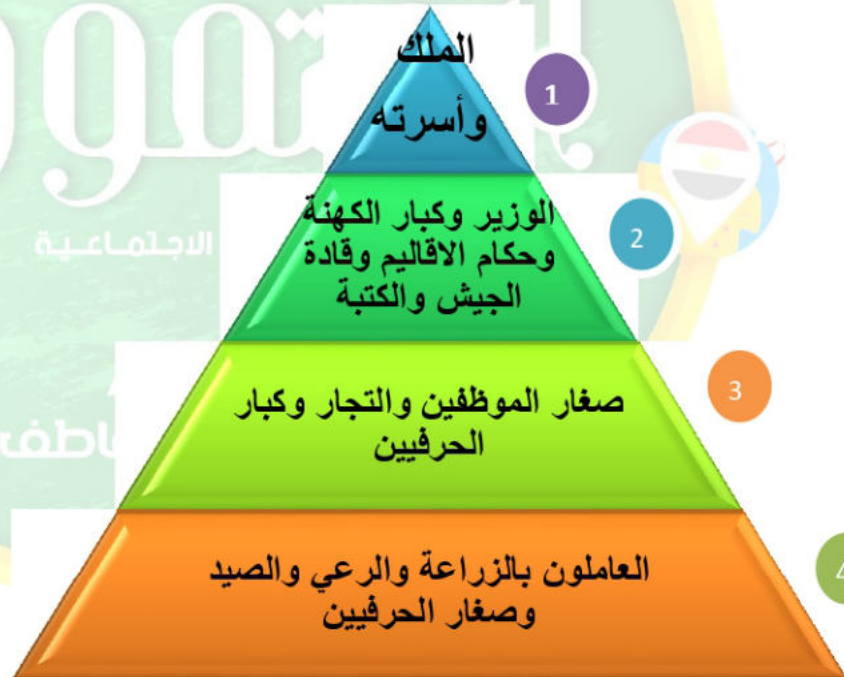 الملك
وأسرته
1
الوزير وكبار الكهنة
وحكام الاقاليم وقادة
الجيش والكتبة
2
الاجتماعية
صغار الموظفين والتجار وكبار
الحرفيين
3
العاملون بالزراعة والرعي والصيد
وصغار الحرفيين
4